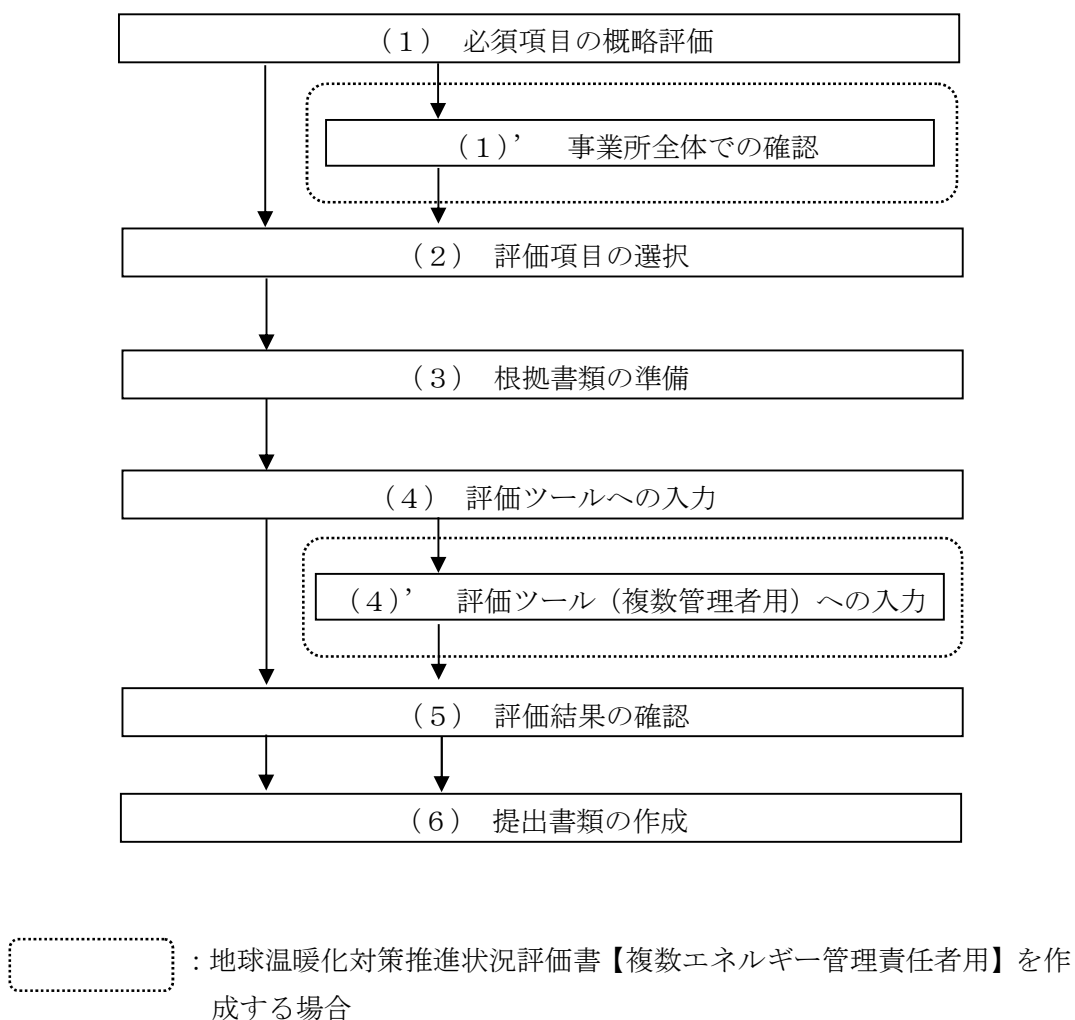 (1) 必須項目の概略評価
(1)’ 事業所全体での確認
(2) 評価項目の選択
(3) 根拠書類の準備
(4) 評価ツールへの入力
(4)’ 評価ツール(複数管理者用)への入力
(5) 評価結果の確認
(6) 提出書類の作成
:地球温暖化対策推進状況評価書【複数エネルギー管理責任者用】を作
成する場合